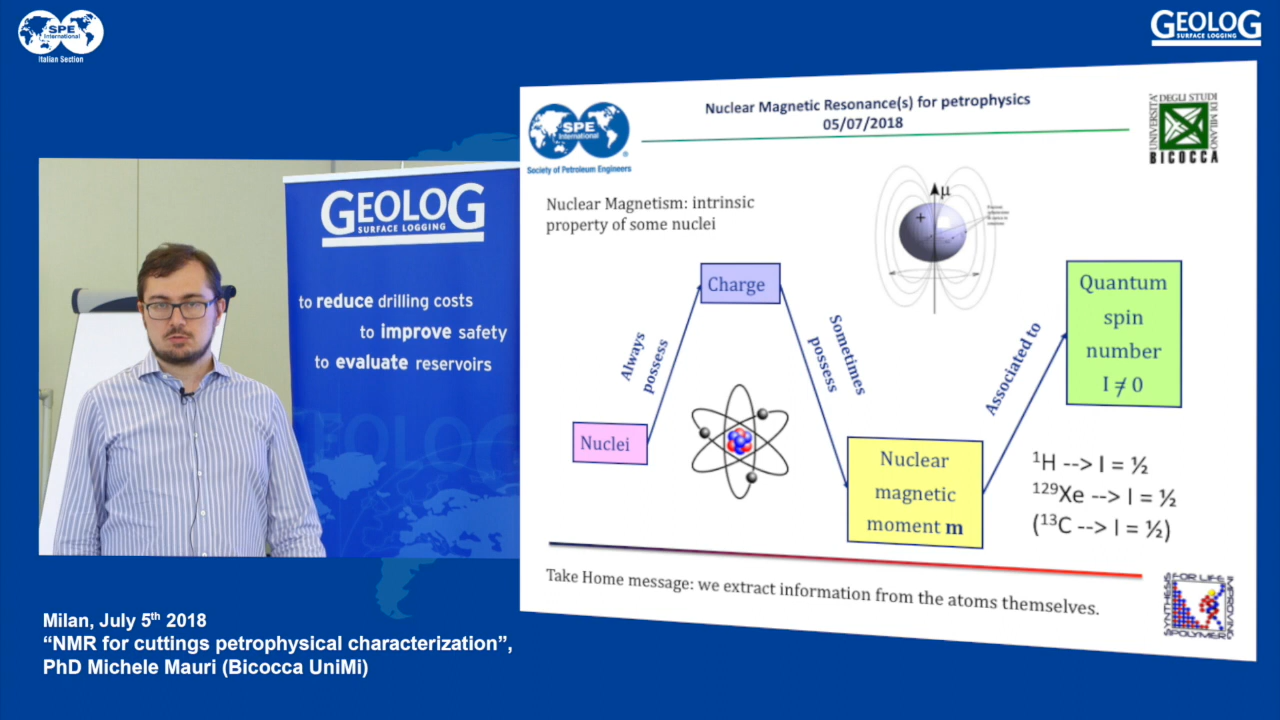 SPE
International
Italian Section
GEOLOG
SURFACE LOGGING
GEOLOG
SURFACE LOGGING
to reduce drilling costs
to improve safety
to evaluate reservoirs
SPE
International
Society of Petroleum Engineers
Nuclear Magnetic Resonance(s) for petrophysics
05/07/2018
UNIVERSITA' DEGLI STUDI DI MILANO
BICOCCA
Nuclear Magnetism: intrinsic
property of some nuclei
μ
+
Charge
Quantum
spin
number
I ≠ 0
Always
possess
Sometimes
possess
Associated to
Nuclei
Nuclear
magnetic
moment m
¹H --> I = ½
¹²⁹Xe --> I = ½
(¹³C --> I = ½)
Take Home message: we extract information from the atoms themselves.
Milan, July 5th 2018
“NMR for cuttings petrophysical characterization”,
PhD Michele Mauri (Bicocca UniMi)